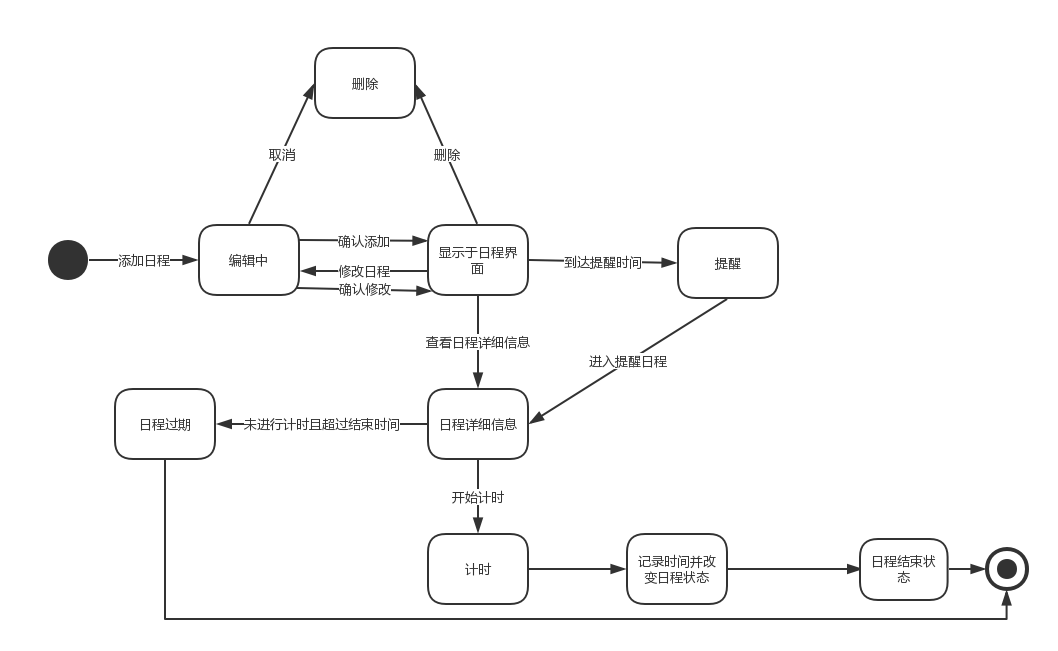 删除
取消
删除
添加日程
编辑中
确认添加
修改日程
确认修改
显示于日程界
面
到达提醒时间
提醒
查看日程详细信息
进入提醒日程
日程过期
未进行计时且超过结束时间
日程详细信息
开始计时
计时
记录时间并改
变日程状态
日程结束状
态